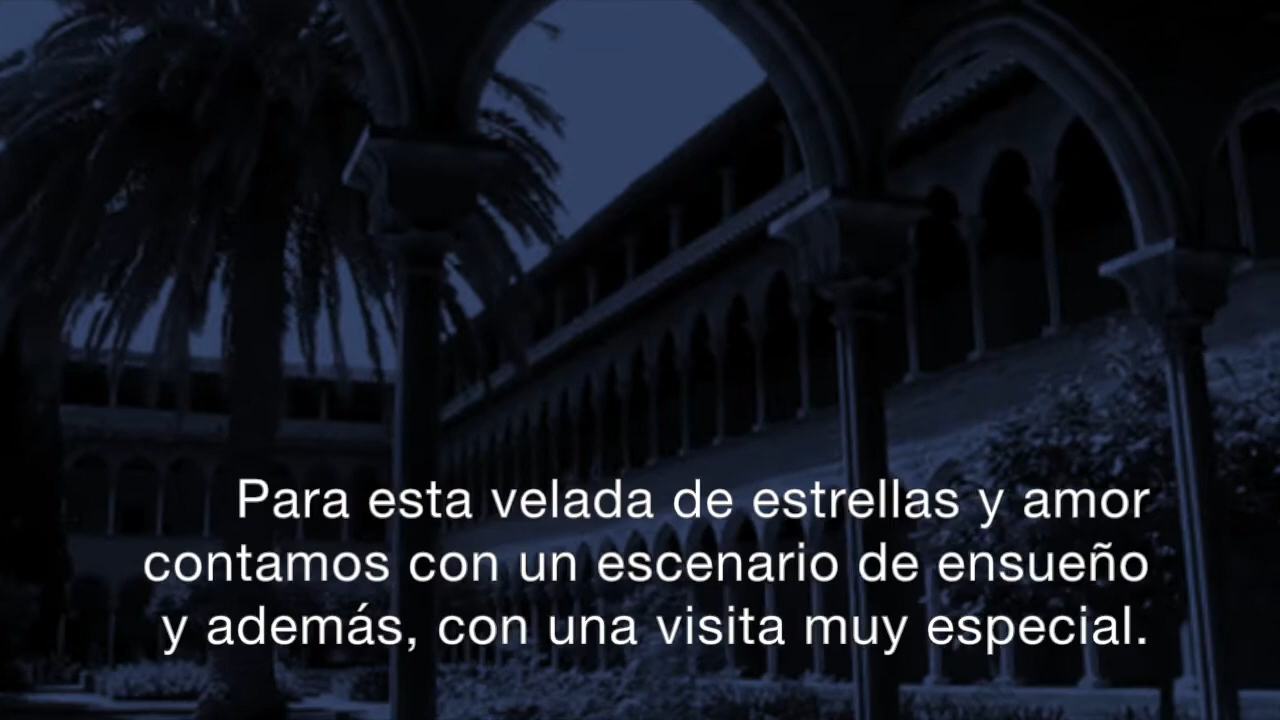 Para esta velada de estrellas y amor
contamos con un escenario de ensueño
y además, con una visita muy especial.